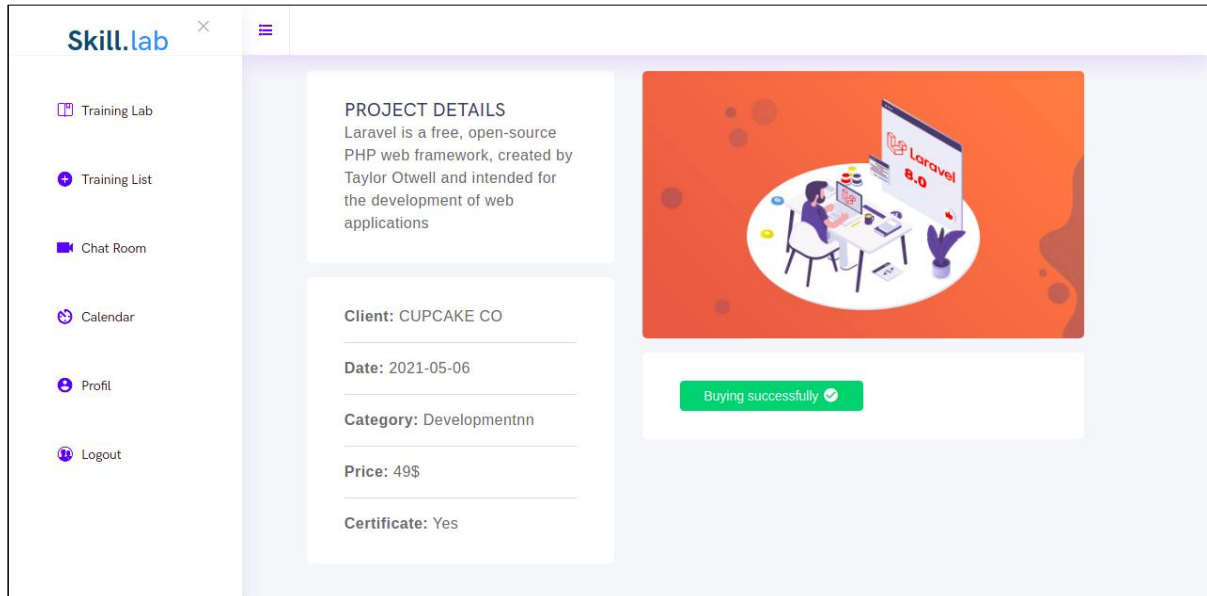 Skill.lab
Training Lab
Training List
Chat Room
Calendar
Profil
Logout
PROJECT DETAILS
Laravel is a free, open-source
PHP web framework, created by
Taylor Otwell and intended for
the development of web
applications
Client: CUPCAKE CO
Date: 2021-05-06
Category: Developmentnn
Price: 49$
Certificate: Yes
Laravel
8.0
Buying successfully